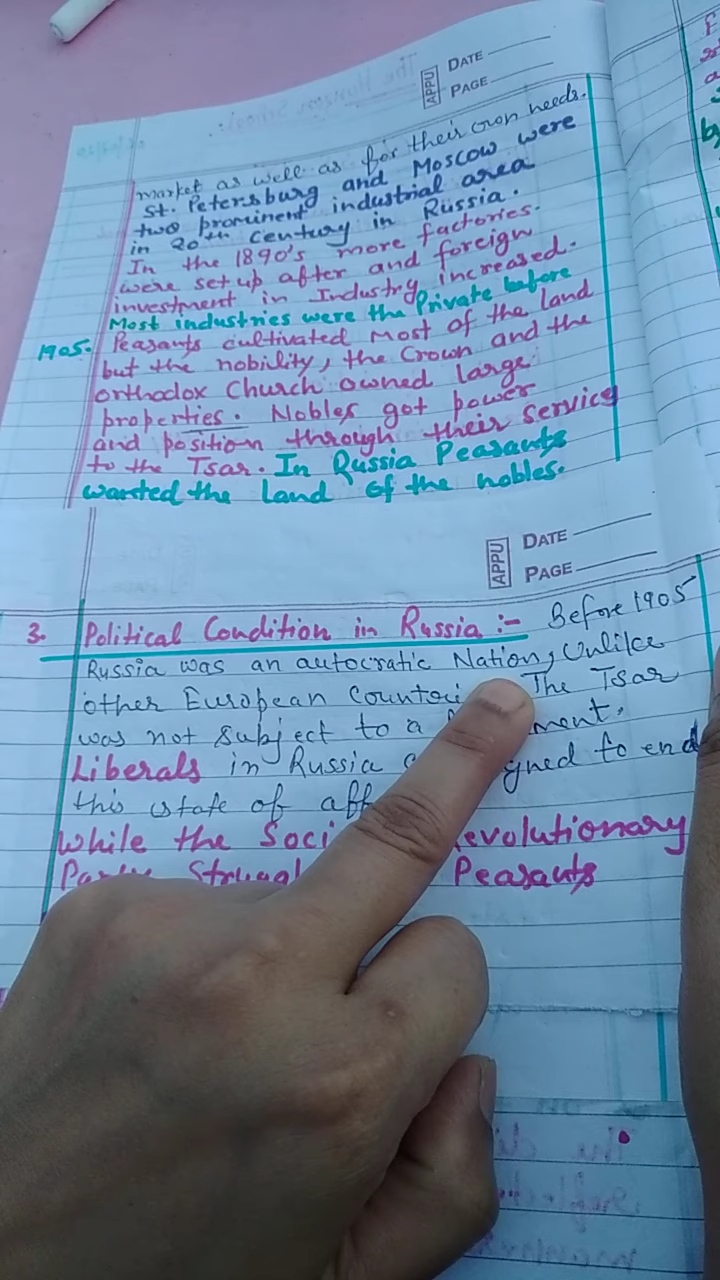 APPU
DATE
PAGE
market as well as for their crop needs.
St. Petersburg and Moscow were
two prominent industrial area
in 20th century in Russia.
In the 1890's more factories.
were set up after and foreign
investment in Industry increased.
Most industries were the Private before
1905. Peasants cultivated most of the land
but the nobility, the Crown and the
orthodox Church owned large
properties. Nobles got power
and position through their service
to the Tsar. In Russia Peasants
wanted the land of the nobles.
APPU
DATE
PAGE
3. Political Condition in Russia :- Before 1905
Russia was an autocratic Nation, Unlike
other European The Tsar
was not subject to a
Liberals in Russia to end
this state of
While the
Peasants